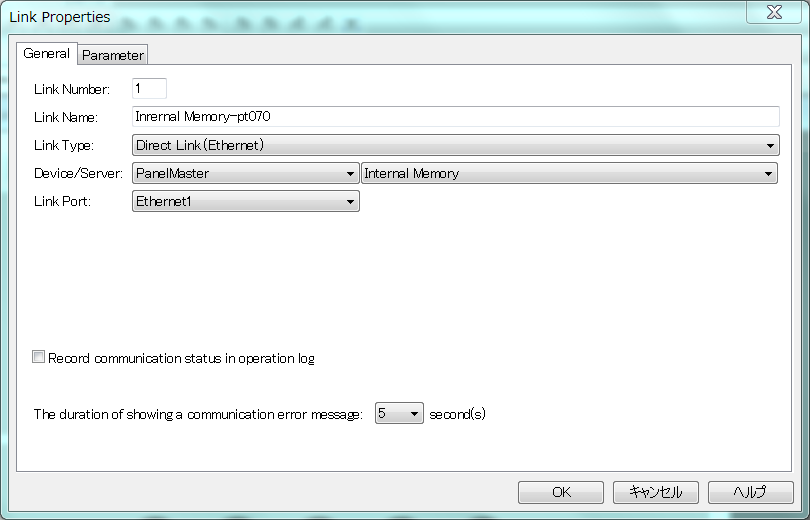 Link Properties
General Parameter
Link Number: 1
Link Name: Inrernal Memory-pt070
Link Type: Direct Link(Ethernet)
Device/Server: PanelMaster Internal Memory
Link Port: Ethernet1
Record communication status in operation log
The duration of showing a communication error message: 5 second(s)
OK キャンセル ヘルプ